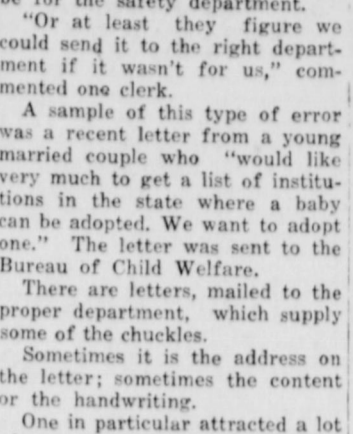 be for the safety department.
"Or at least they figure we
could send it to the right depart-
ment if it wasn't for us," com-
mented one clerk.
A sample of this type of error
was a recent letter from a young
married couple who "would like
very much to get a list of institu-
tions in the state where a baby
can be adopted. We want to adopt
one." The letter was sent to the
Bureau of Child Welfare.
There are letters, mailed to the
proper department, which supply
some of the chuckles.
Sometimes it is the address on
the letter; sometimes the content
or the handwriting.
One in particular attracted a lot